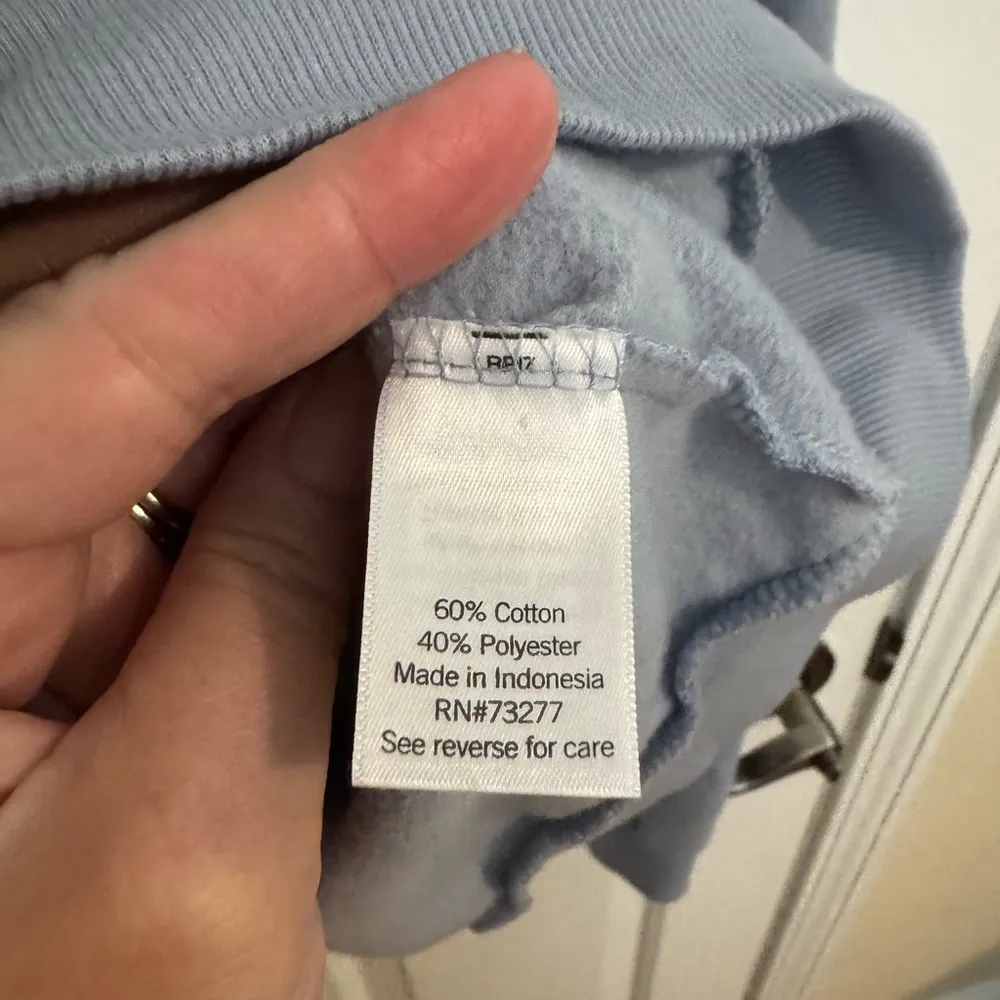 60% Cotton
40% Polyester
Made in Indonesia
RN#73277
See reverse for care